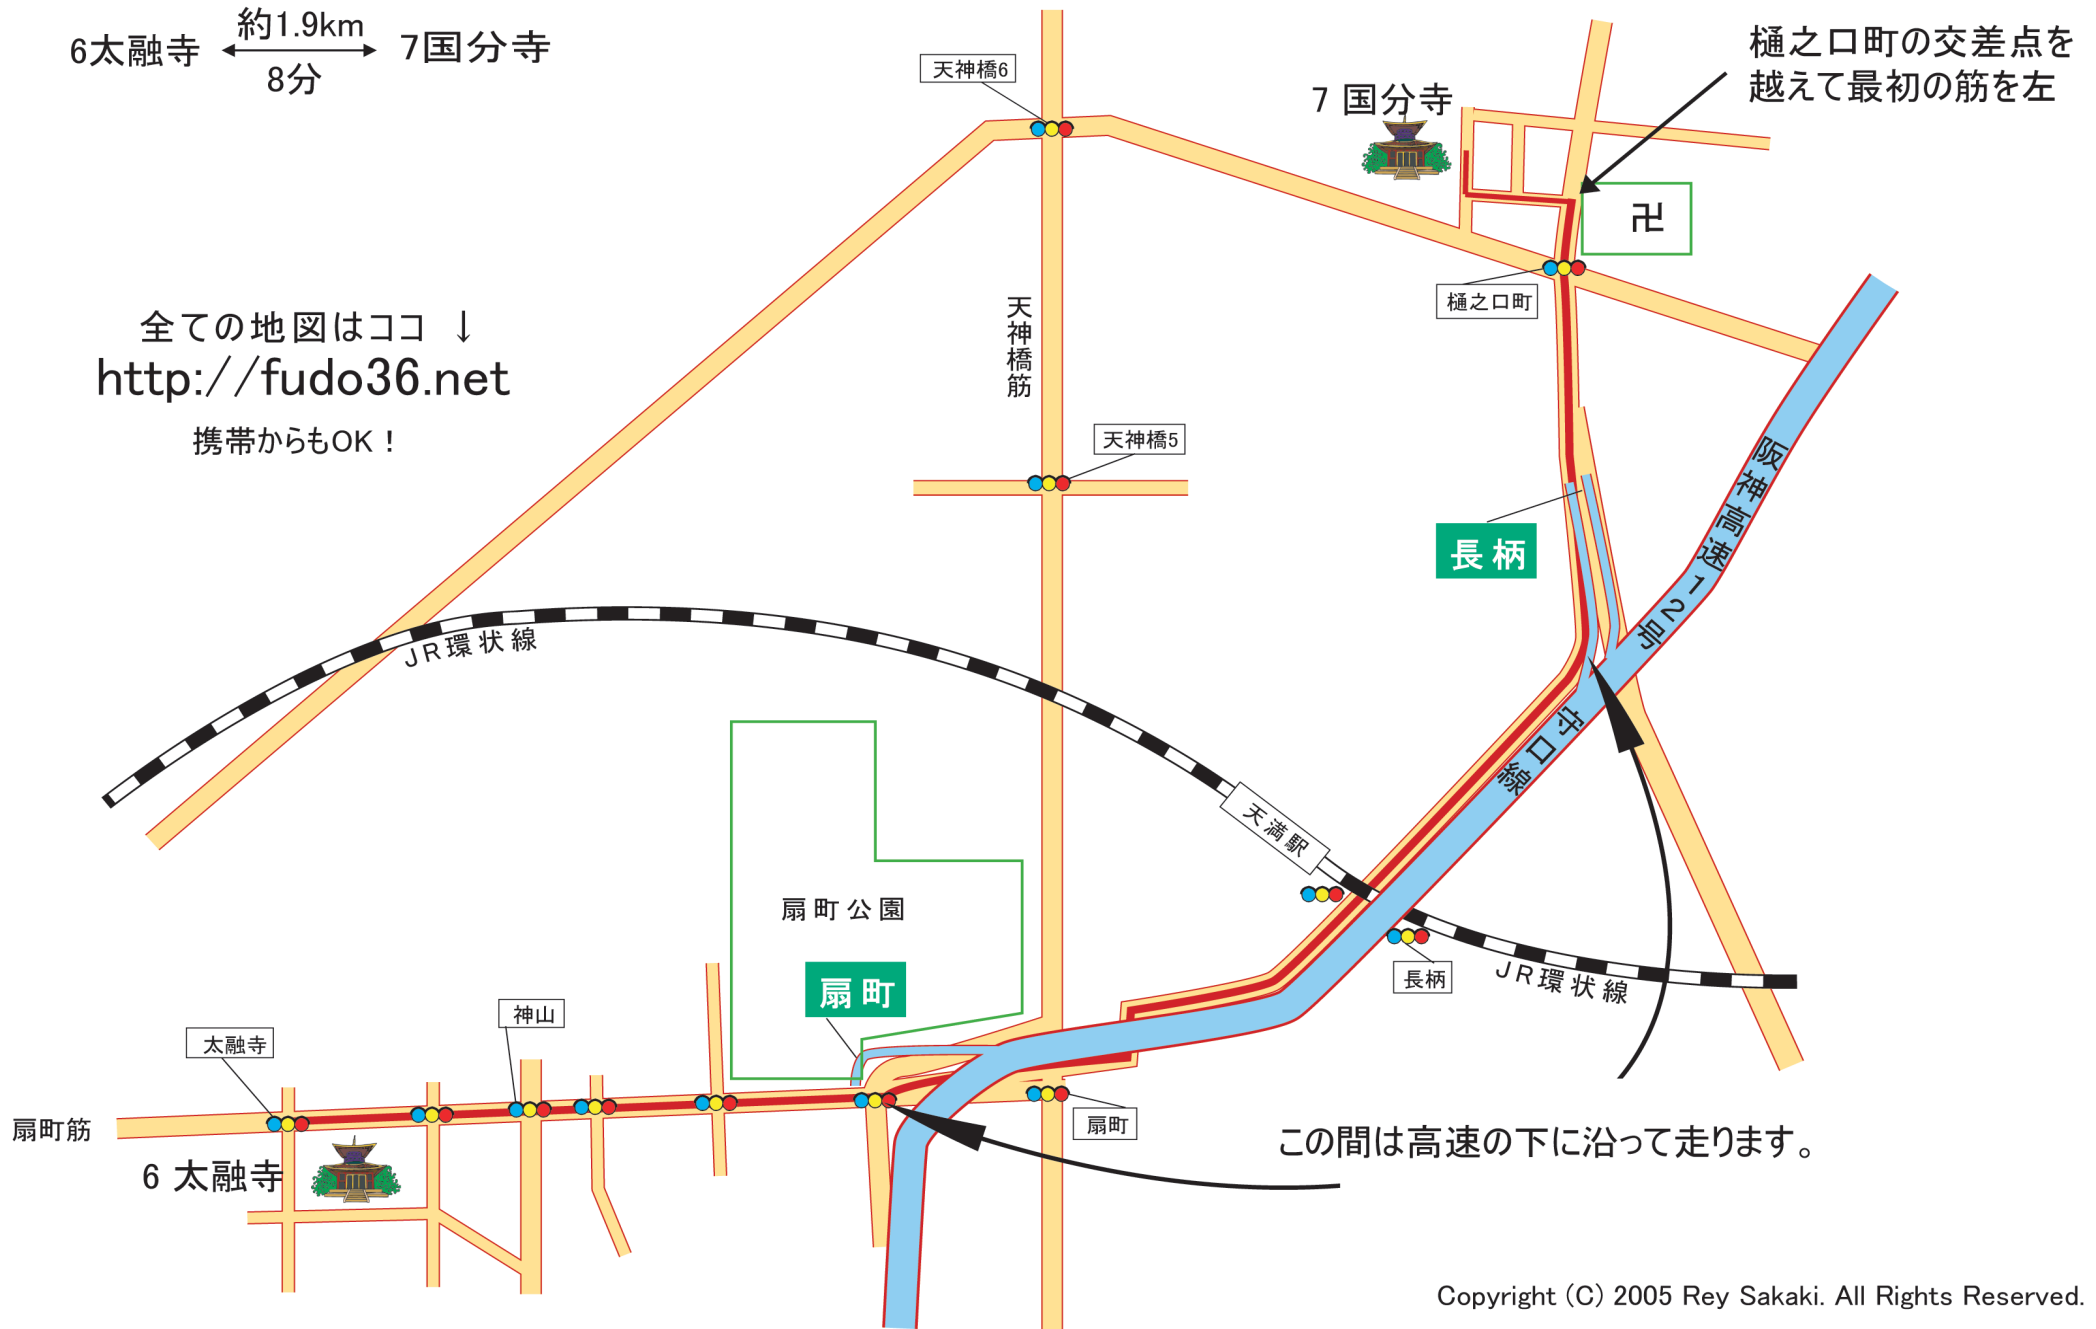 約1.9km
6太融寺
7国分寺
8分
天神橋6
樋之口町の交差点を
越えて最初の筋を左
7 国分寺
卍
樋之口町
全ての地図はココ ↓
http://fudo36.net
携帯からもOK！
天神橋筋
天神橋5
長柄
阪神高速12号
守口線
JR環状線
天満駅
扇町公園
扇町
長柄
JR環状線
神山
太融寺
扇町筋
6 太融寺
扇町
この間は高速の下に沿って走ります。
Copyright (C) 2005 Rey Sakaki. All Rights Reserved.